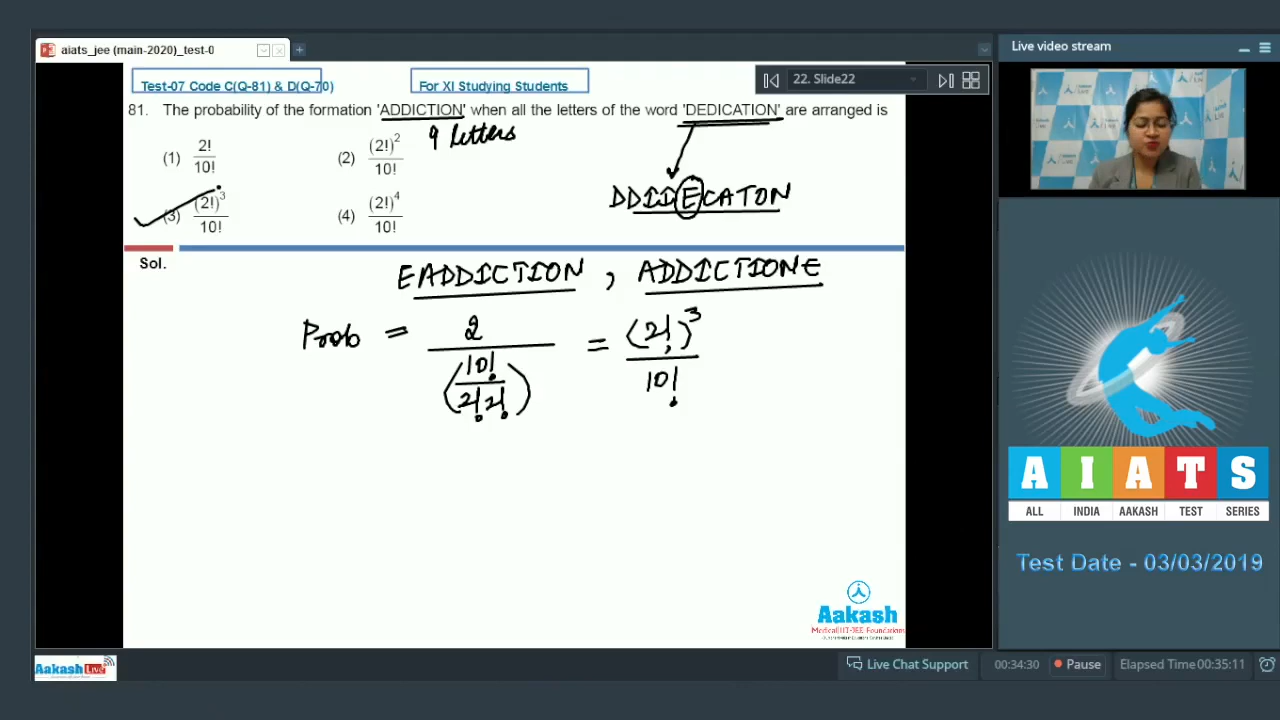 aiats_jee (main-2020)_test-0
Live video stream
Test-07 Code C(Q-81) & D(Q-70)
For XI Studying Students
22. Slide22
81. The probability of the formation 'ADDICTION' when all the letters of the word 'DEDICATION' are arranged is
9 letters
(1) 2!/10!
(2) (2!)²/10!
DDIIECATON
(3) (2!)³/10!
(4) (2!)⁴/10!
Sol.
EADDICTION , ADDICTIONE
Prob = 2/(10!/2!2!) = (2!)³/10!
A I A T S
ALL INDIA AAKASH TEST SERIES
Test Date - 03/03/2019
Aakash
Medical|IIT-JEE|Foundations
Aakash Live
Live Chat Support
00:34:30
Pause
Elapsed Time 00:35:11